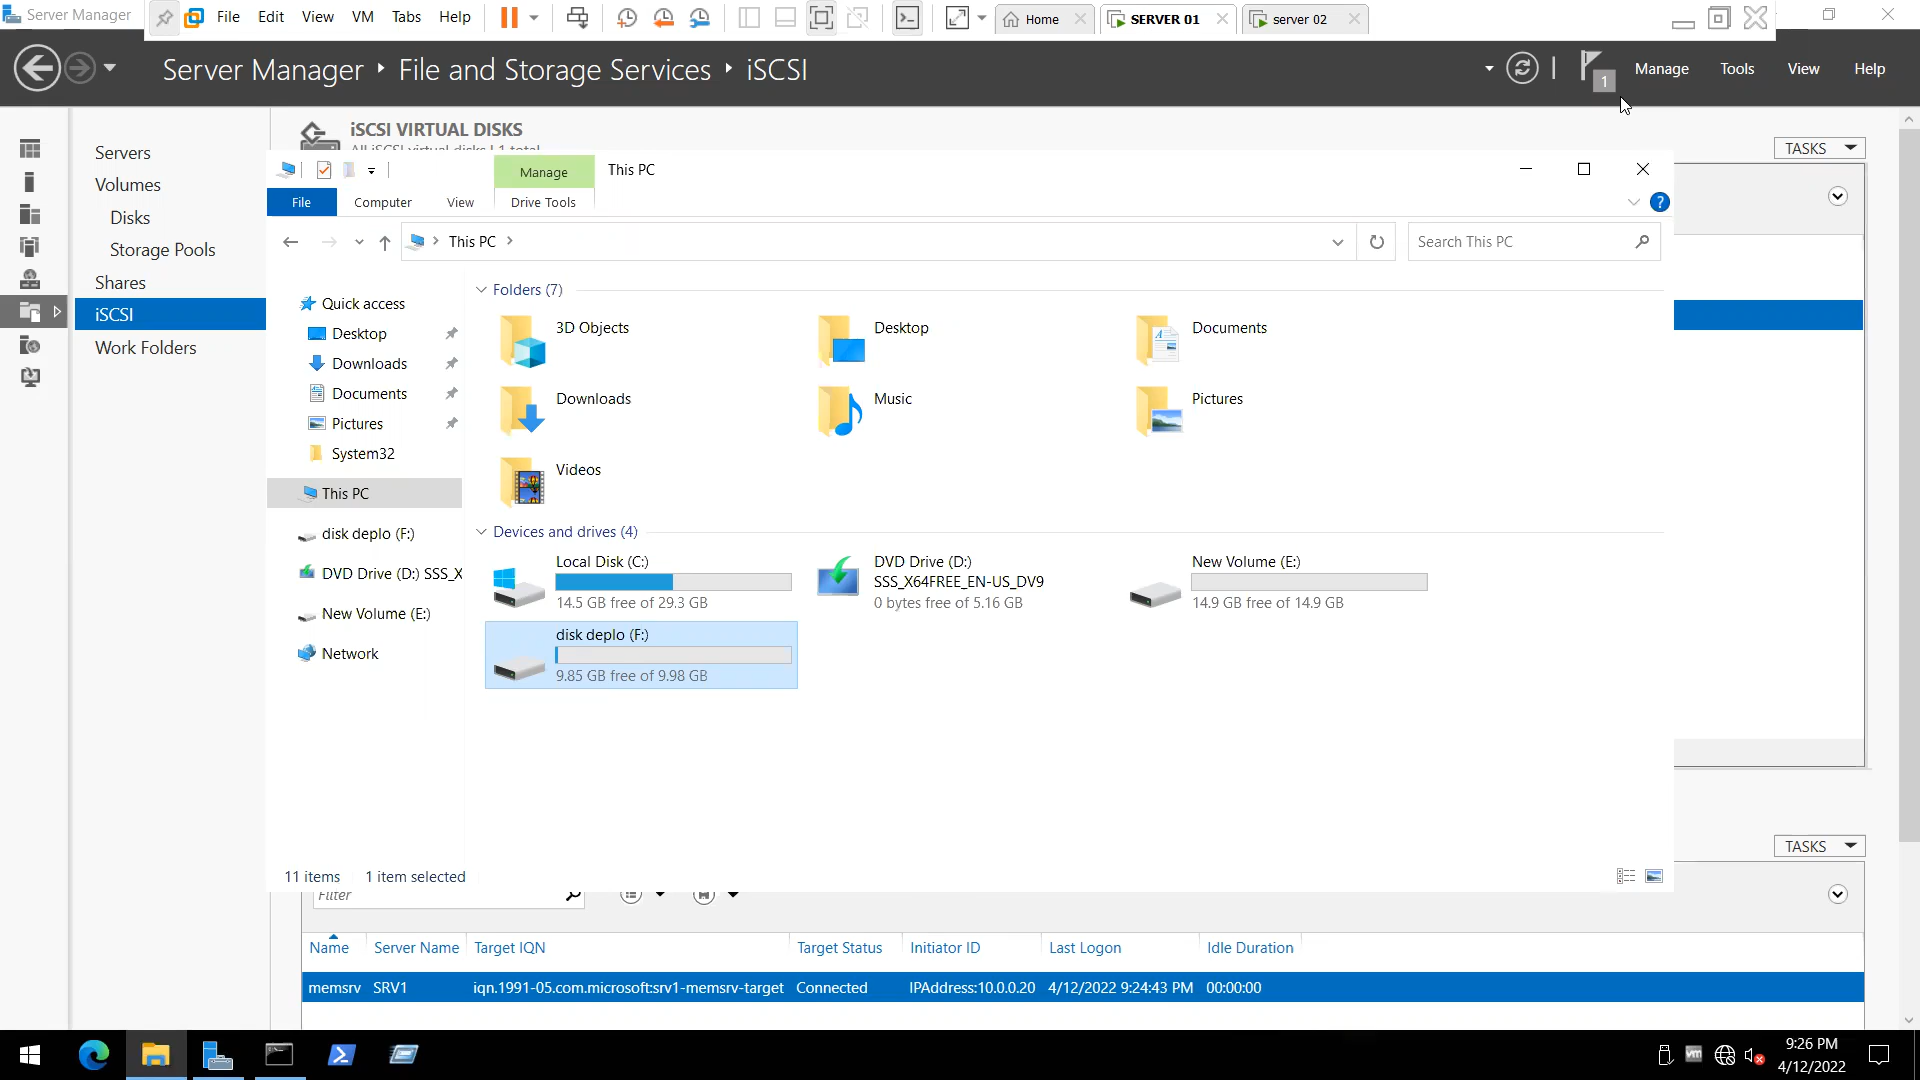 Server Manager
File Edit View VM Tabs Help
Home
SERVER 01
server 02
Server Manager ‣ File and Storage Services ‣ iSCSI
1
Manage Tools View Help
Servers
Volumes
Disks
Storage Pools
Shares
iSCSI
Work Folders
iSCSI VIRTUAL DISKS
All iSCSI virtual disks | 1 total
TASKS
Manage
This PC
File Computer View Drive Tools
This PC
Search This PC
Quick access
Desktop
Downloads
Documents
Pictures
System32
This PC
disk deplo (F:)
DVD Drive (D:) SSS_X
New Volume (E:)
Network
Folders (7)
3D Objects
Desktop
Documents
Downloads
Music
Pictures
Videos
Devices and drives (4)
Local Disk (C:)
14.5 GB free of 29.3 GB
DVD Drive (D:)
SSS_X64FREE_EN-US_DV9
0 bytes free of 5.16 GB
New Volume (E:)
14.9 GB free of 14.9 GB
disk deplo (F:)
9.85 GB free of 9.98 GB
11 items 1 item selected
TASKS
Filter
Name Server Name Target IQN Target Status Initiator ID Last Logon Idle Duration
memsrv SRV1 iqn.1991-05.com.microsoft:srv1-memsrv-target Connected IPAddress:10.0.0.20 4/12/2022 9:24:43 PM 00:00:00
vm
9:26 PM
4/12/2022